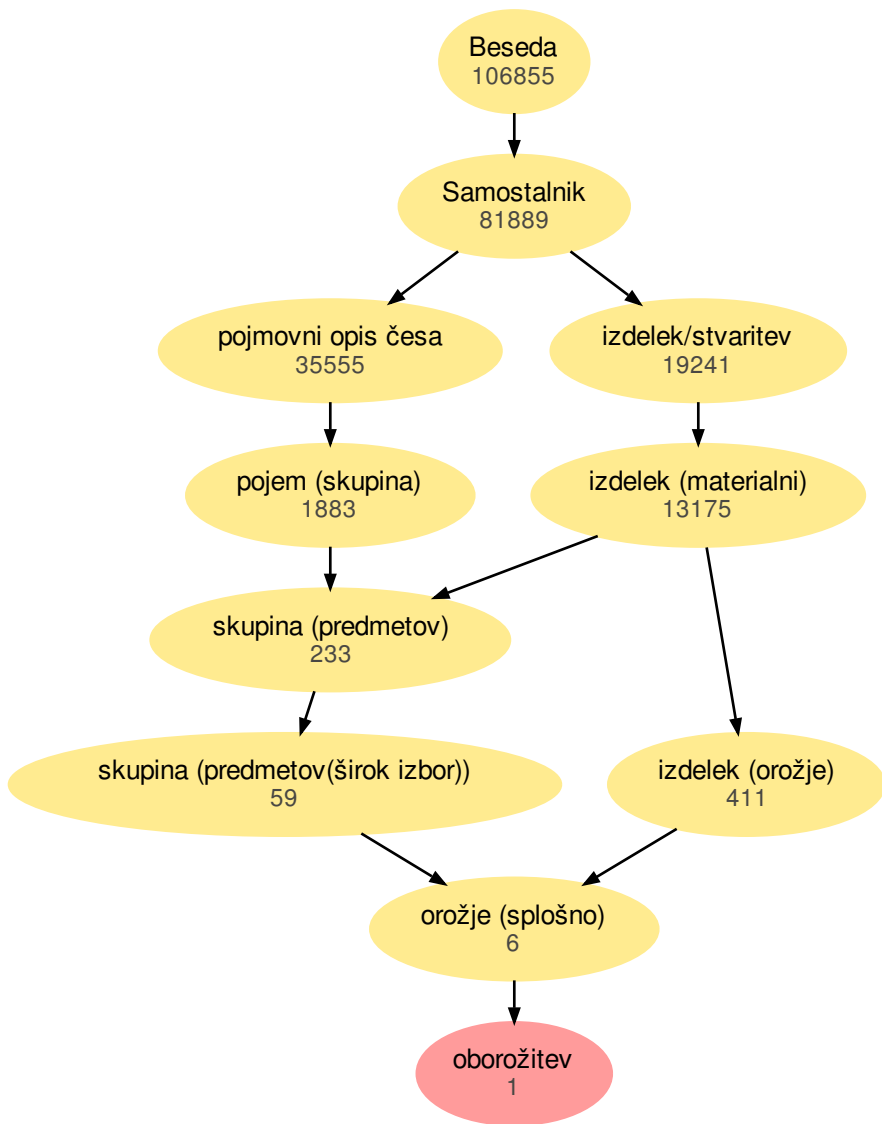 Beseda
106855
Samostalnik
81889
pojmovni opis česa
35555
izdelek/stvaritev
19241
pojem (skupina)
1883
izdelek (materialni)
13175
skupina (predmetov)
233
skupina (predmetov(širok izbor))
59
izdelek (orožje)
411
orožje (splošno)
6
oborožitev
1